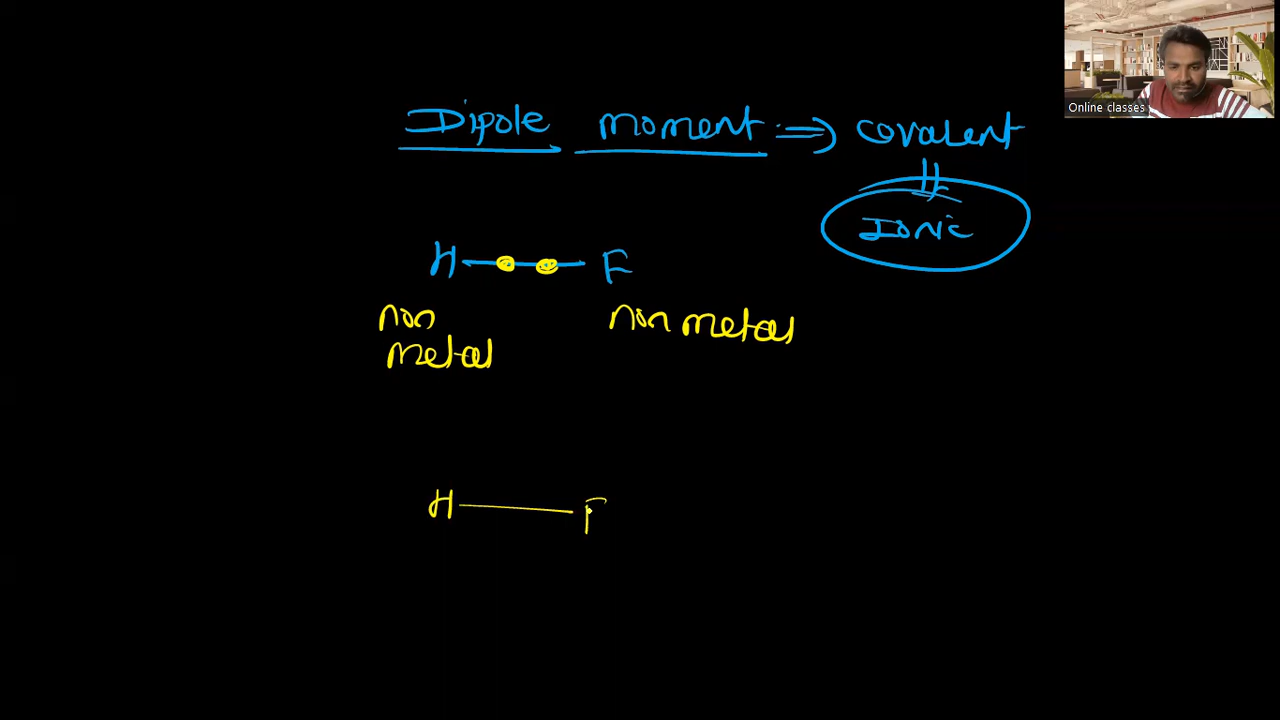 Online classes
Dipole moment ⇒ covalent
Ionic
H F
non
metal
non metal
H F